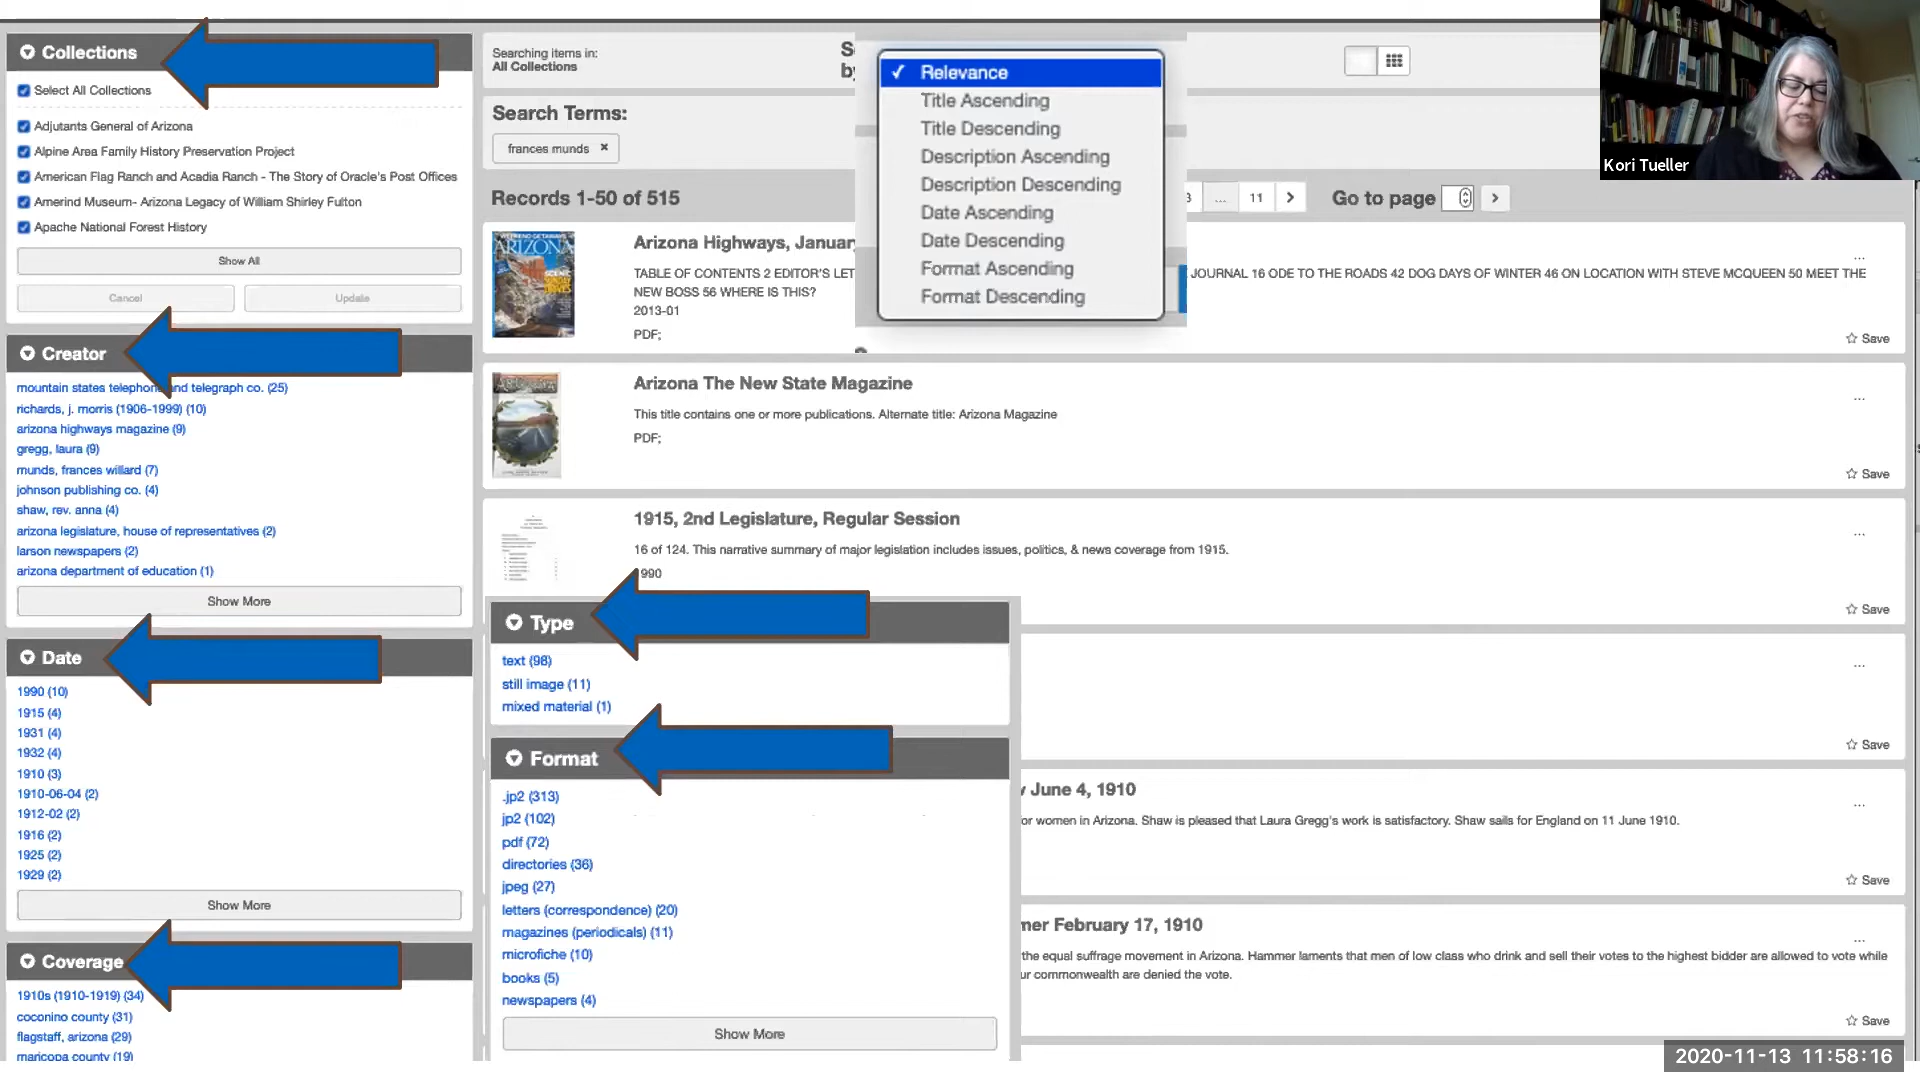 Collections
Select All Collections
Adjutants General of Arizona
Alpine Area Family History Preservation Project
American Flag Ranch and Acadia Ranch - The Story of Oracle's Post Offices
Amerind Museum- Arizona Legacy of William Shirley Fulton
Apache National Forest History
Show All
Cancel Update
Creator
mountain states telephone and telegraph co. (25)
richards, j. morris (1906-1999) (10)
arizona highways magazine (9)
gregg, laura (9)
munds, frances willard (7)
johnson publishing co. (4)
shaw, rev. anna (4)
arizona legislature, house of representatives (2)
larson newspapers (2)
arizona department of education (1)
Show More
Date
1990 (10)
1915 (4)
1931 (4)
1932 (4)
1910 (3)
1910-06-04 (2)
1912-02 (2)
1916 (2)
1925 (2)
1929 (2)
Show More
Coverage
1910s (1910-1919) (34)
coconino county (31)
flagstaff, arizona (29)
maricopa county (19)
Searching items in:
All Collections
Relevance
Title Ascending
Title Descending
Description Ascending
Description Descending
Date Ascending
Date Descending
Format Ascending
Format Descending
Search Terms:
frances munds ×
Records 1-50 of 515
3 ... 11 > Go to page >
ARIZONA
Arizona Highways, January
TABLE OF CONTENTS 2 EDITOR'S LET JOURNAL 16 ODE TO THE ROADS 42 DOG DAYS OF WINTER 46 ON LOCATION WITH STEVE MCQUEEN 50 MEET THE
NEW BOSS 56 WHERE IS THIS?
2013-01
PDF;
...
Save
Arizona The New State Magazine
This title contains one or more publications. Alternate title: Arizona Magazine
PDF;
...
Save
1915, 2nd Legislature, Regular Session
16 of 124. This narrative summary of major legislation includes issues, politics, & news coverage from 1915.
990
...
Save
Type
text (98)
still image (11)
mixed material (1)
Format
.jp2 (313)
jp2 (102)
pdf (72)
directories (36)
jpeg (27)
letters (correspondence) (20)
magazines (periodicals) (11)
microfiche (10)
books (5)
newspapers (4)
Show More
...
Save
June 4, 1910
or women in Arizona. Shaw is pleased that Laura Gregg's work is satisfactory. Shaw sails for England on 11 June 1910.
...
Save
mer February 17, 1910
the equal suffrage movement in Arizona. Hammer laments that men of low class who drink and sell their votes to the highest bidder are allowed to vote while
ur commonwealth are denied the vote.
...
Save
Kori Tueller
2020-11-13 11:58:16